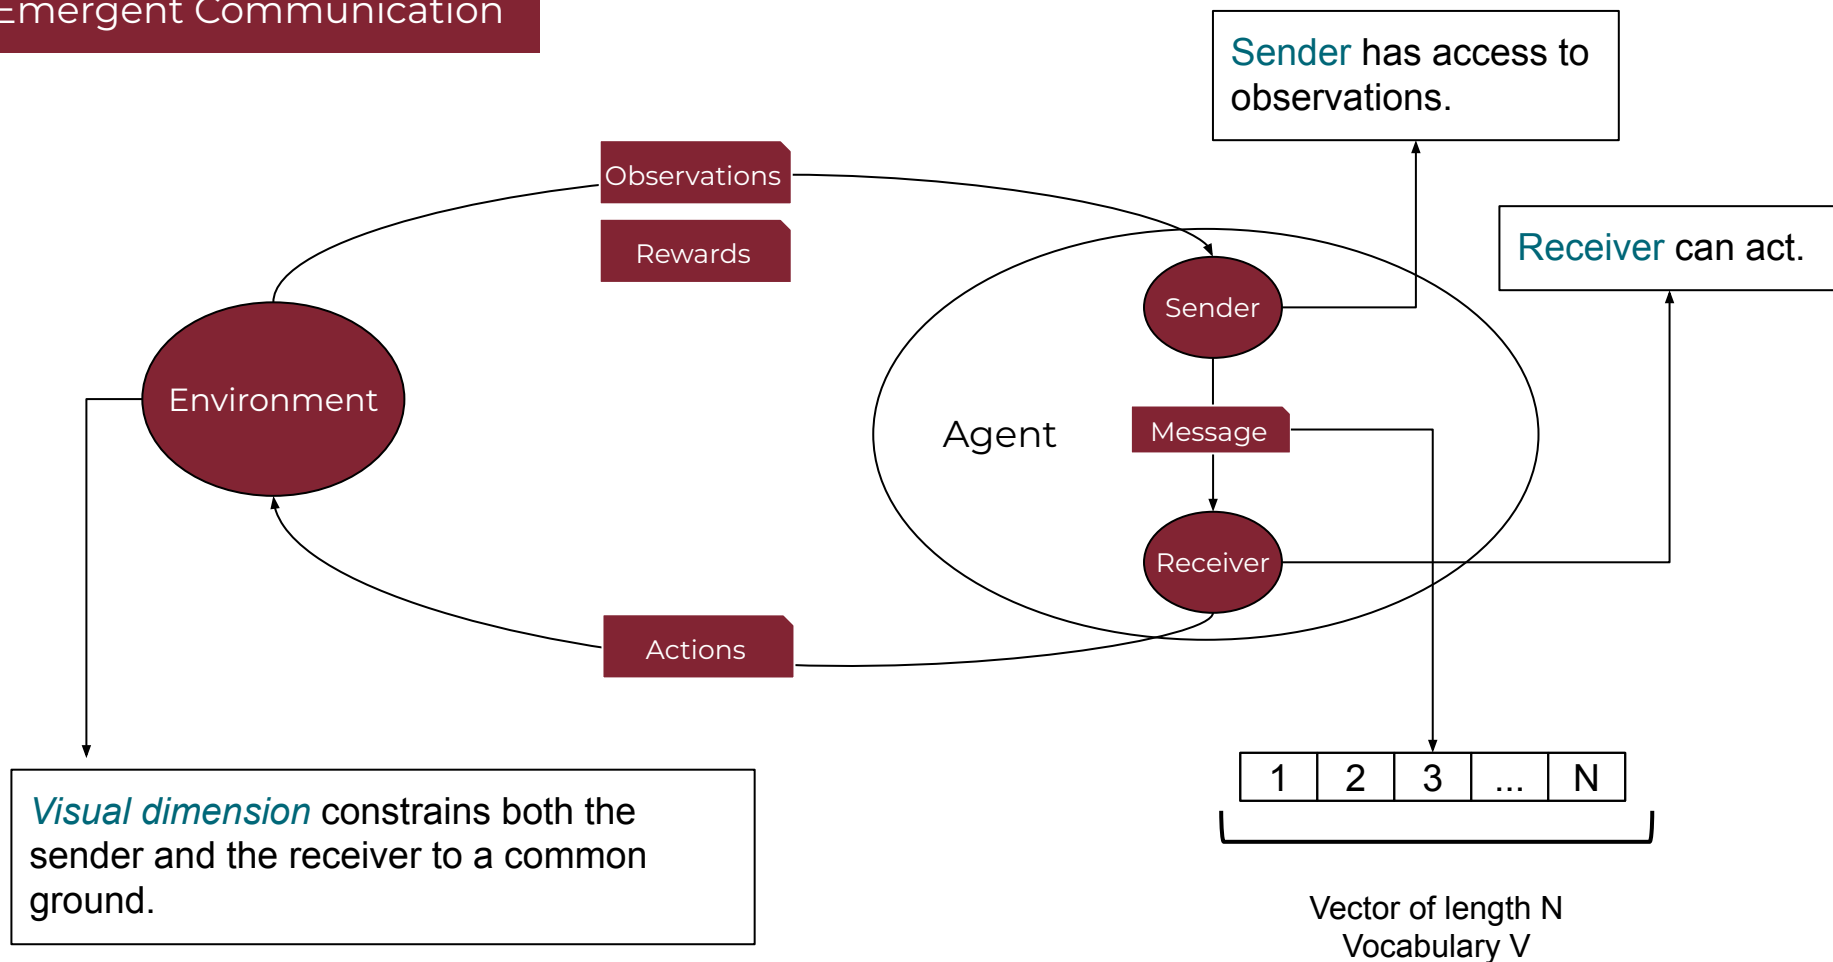 Emergent Communication
Sender has access to
observations.
Observations
Receiver can act.
Rewards
Sender
Environment
Agent
Message
Receiver
Actions
1 2 3 ... N
Visual dimension constrains both the
sender and the receiver to a common
ground.
Vector of length N
Vocabulary V